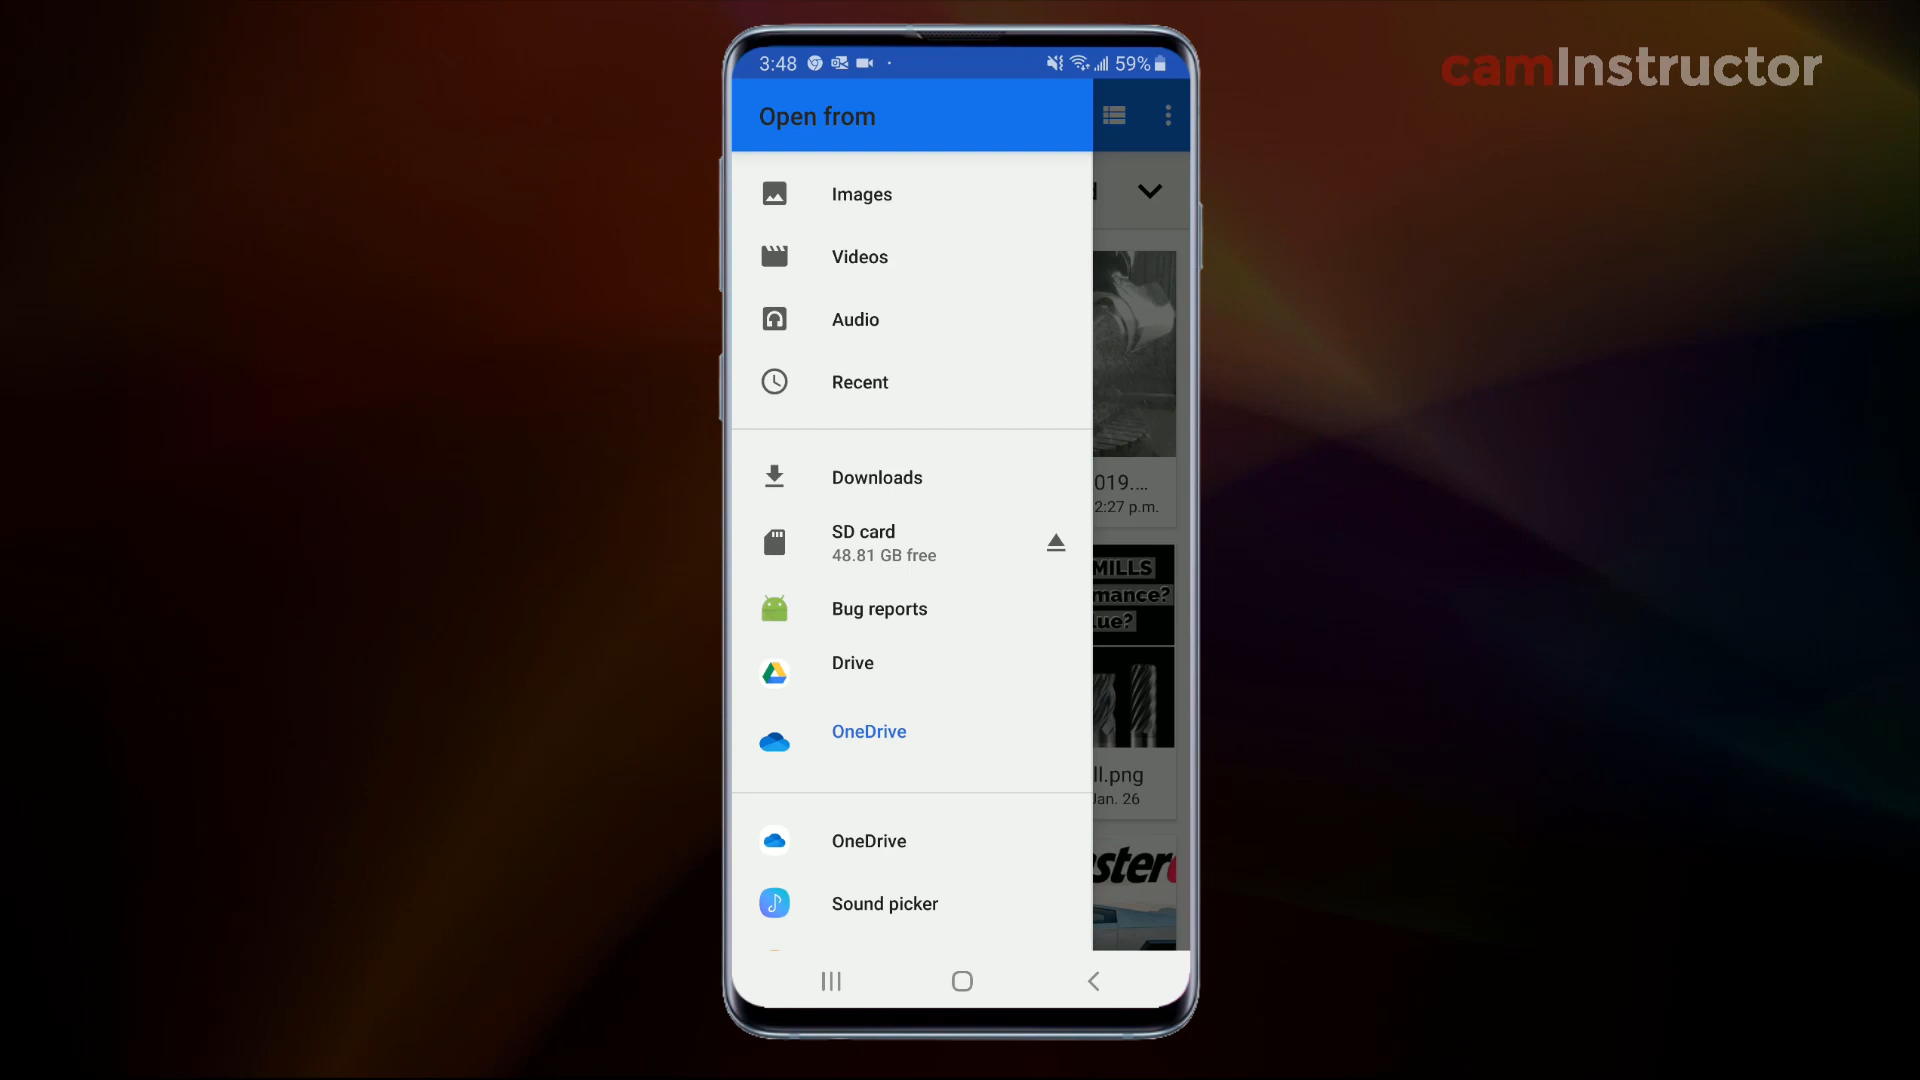 camInstructor
3:48
59%
Open from
Images
Videos
Audio
Recent
Downloads
SD card
48.81 GB free
Bug reports
Drive
OneDrive
OneDrive
Sound picker
019....
2:27 p.m.
MILLS
mance?
ue?
ll.png
Jan. 26
ster